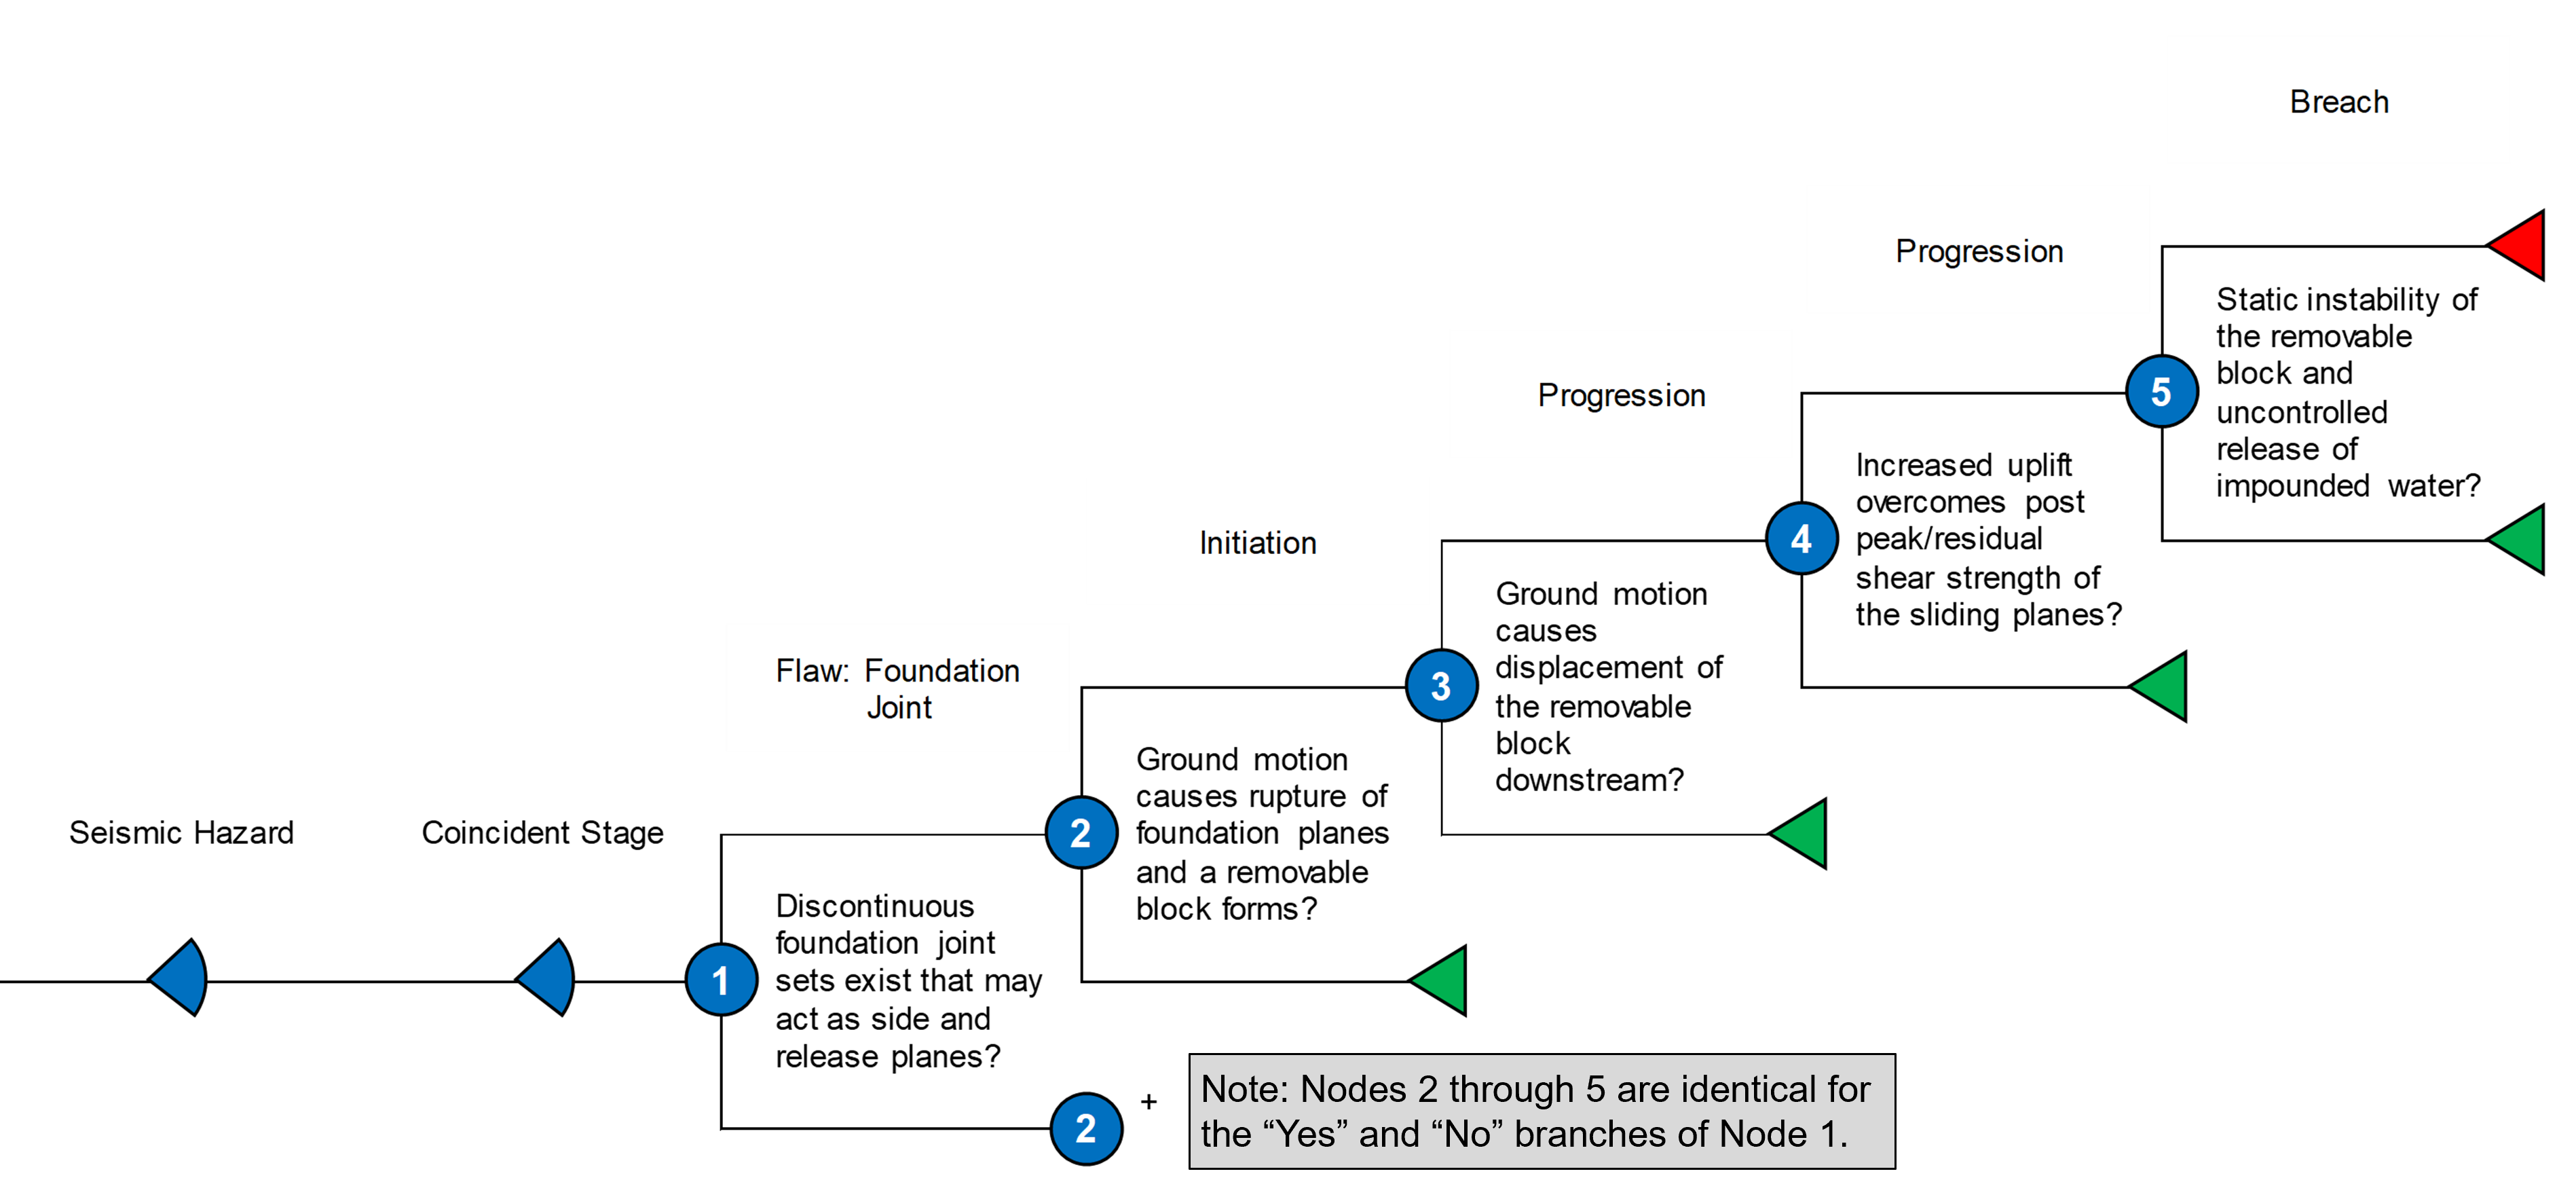 Breach
Progression
Static instability of
the removable
block and
uncontrolled
release of
impounded water?
5
Progression
Increased uplift
overcomes post
peak/residual
shear strength of
the sliding planes?
4
Initiation
Ground motion
causes
displacement of
the removable
block
downstream?
3
Flaw: Foundation
Joint
Ground motion
causes rupture of
foundation planes
and a removable
block forms?
2
Seismic Hazard
Coincident Stage
Discontinuous
foundation joint
sets exist that may
act as side and
release planes?
1
2
+
Note: Nodes 2 through 5 are identical for
the “Yes” and “No” branches of Node 1.